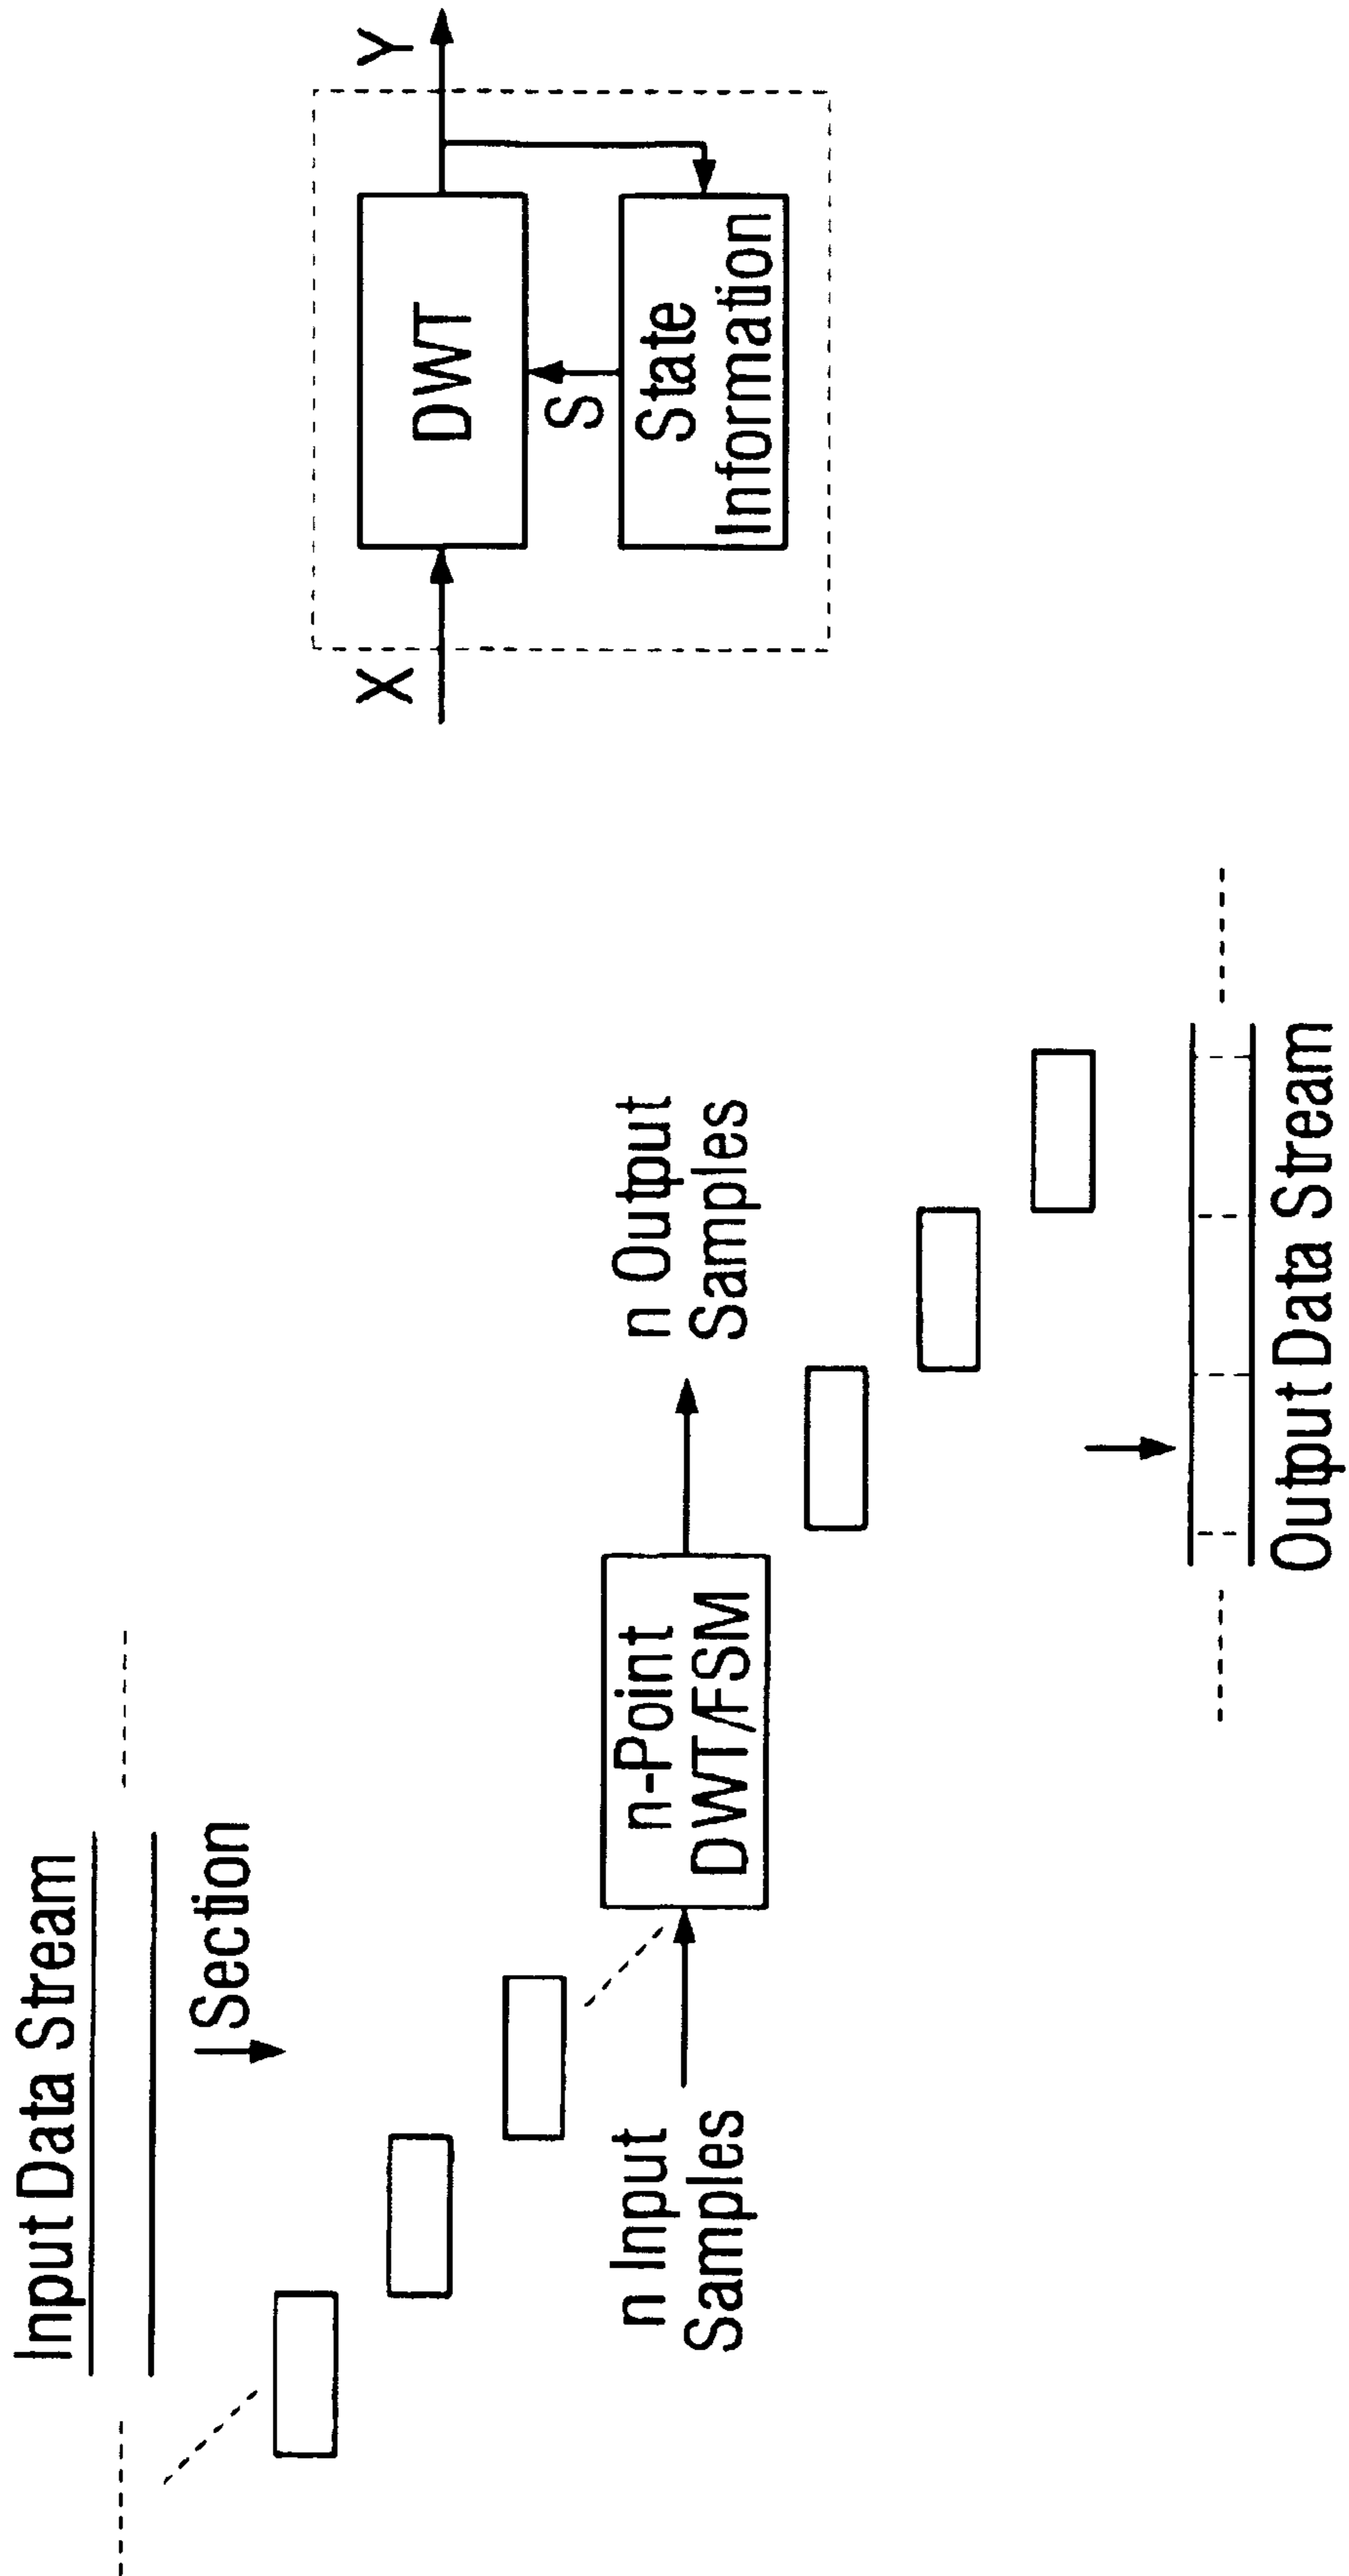 Input Data Stream
Section
n Input
Samples
n-Point
DWT/FSM
n Output
Samples
Output Data Stream
X
DWT
Y
S
State
Information